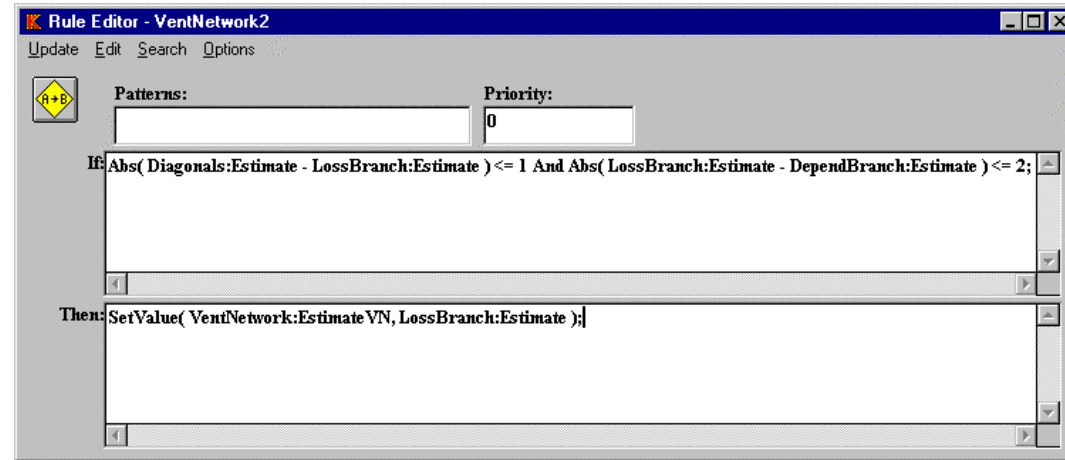 Rule Editor - VentNetwork2
Update Edit Search Options
A→B
Patterns: Priority:
0
If: Abs( Diagonals:Estimate - LossBranch:Estimate ) <= 1 And Abs( LossBranch:Estimate - DependBranch:Estimate ) <= 2;
Then: SetValue( VentNetwork:EstimateVN, LossBranch:Estimate );